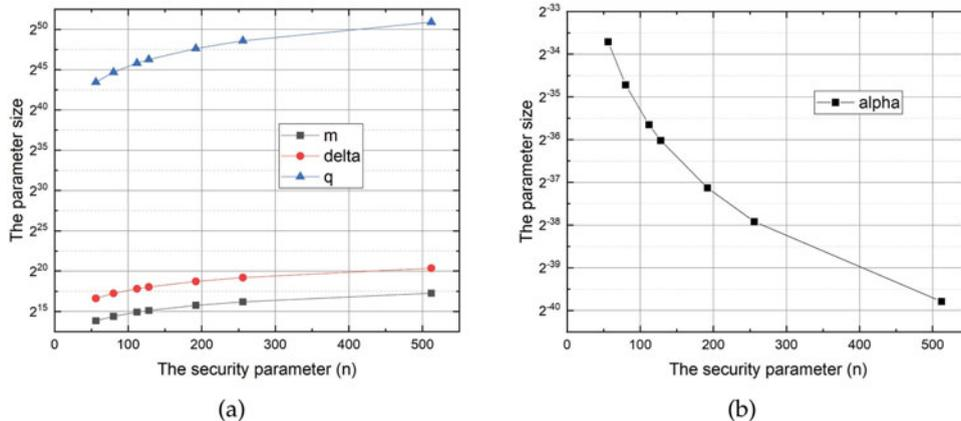 2^50
2^45
2^40
2^35
2^30
2^25
2^20
2^15
The parameter size
m
delta
q
0 100 200 300 400 500
The security parameter (n)
(a)
2^-33
2^-34
2^-35
2^-36
2^-37
2^-38
2^-39
2^-40
The parameter size
alpha
0 100 200 300 400 500
The security parameter (n)
(b)